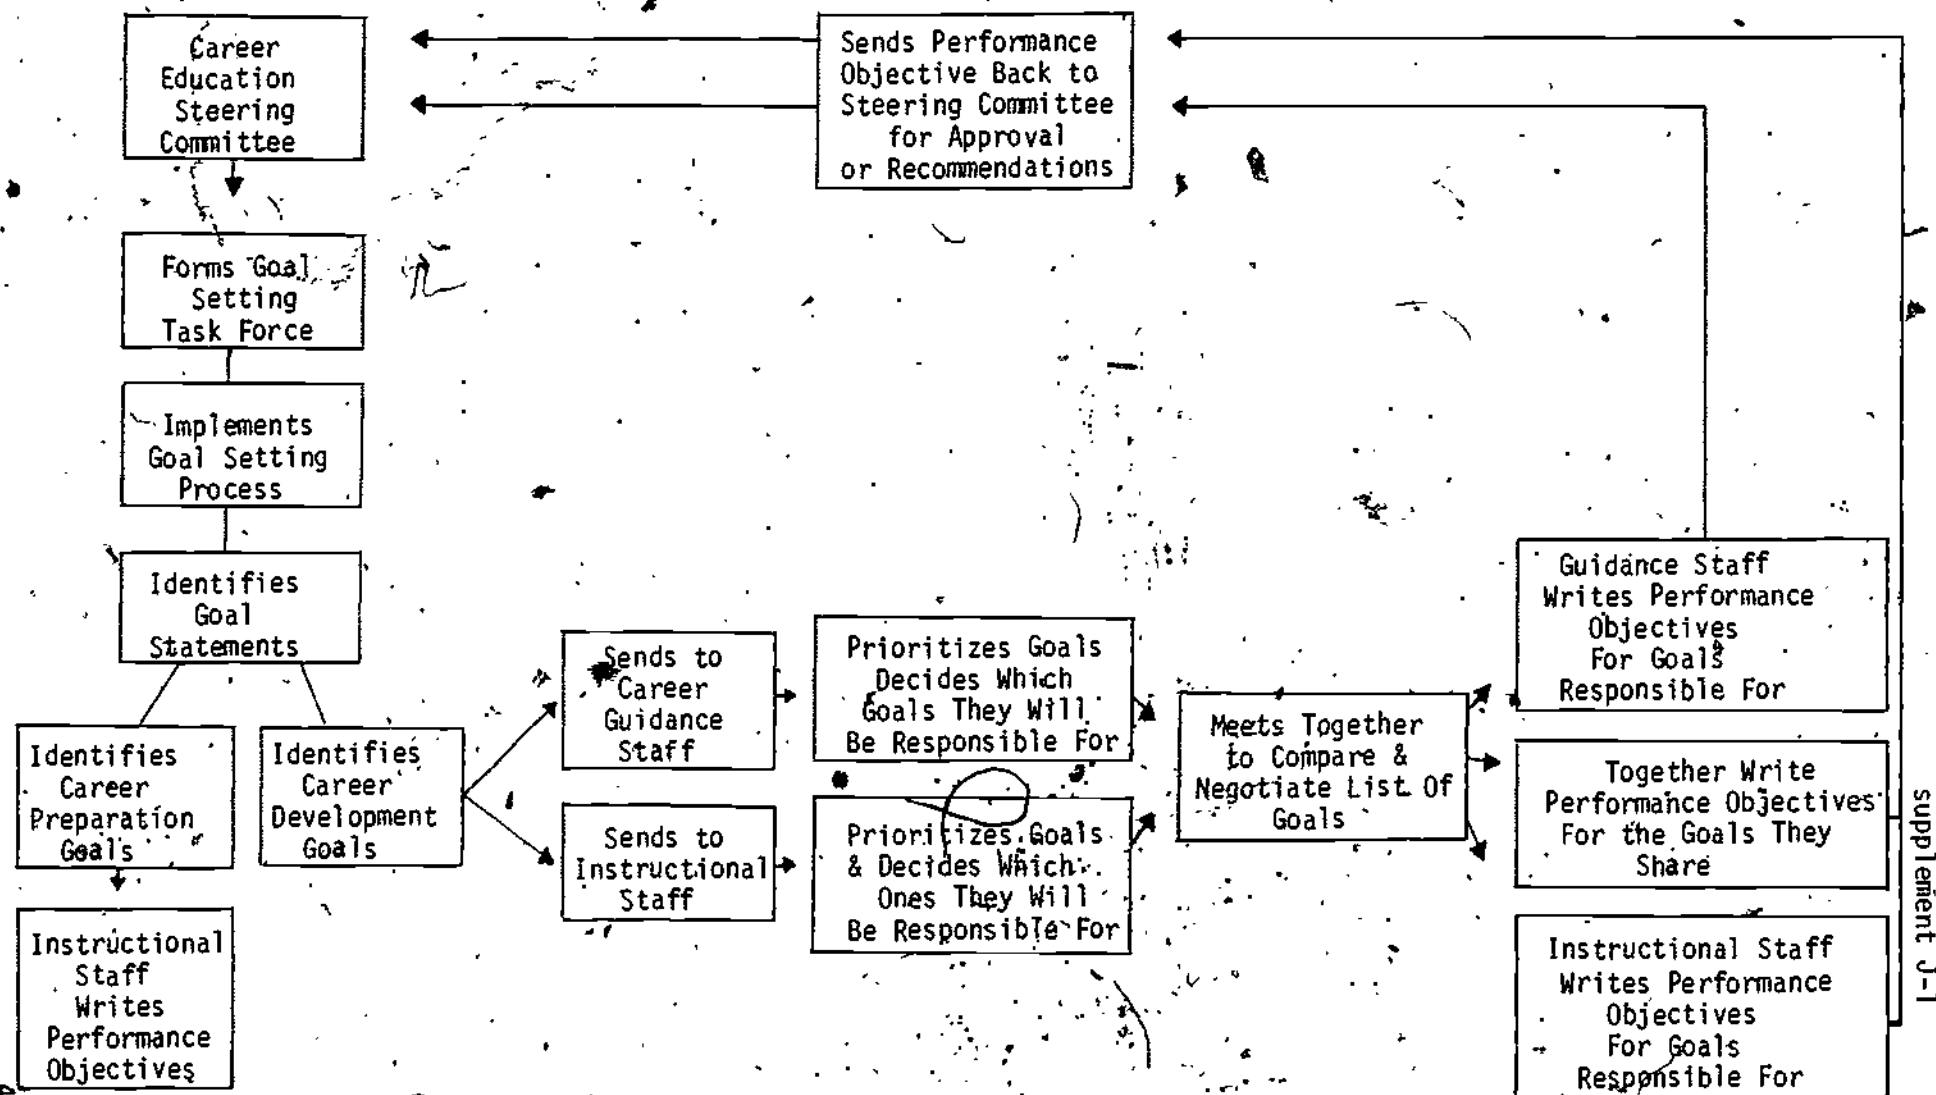 Career
Education
Steering
Committee
Sends Performance
Objective Back to
Steering Committee
for Approval
or Recommendations
Forms Goal
Setting
Task Force
Implements
Goal Setting
Process
Identifies
Goal
Statements
Identifies
Career
Preparation
Goals
Identifies
Career
Development
Goals
Instructional
Staff
Writes
Performance
Objectives
Sends to
Career
Guidance
Staff
Sends to
Instructional
Staff
Prioritizes Goals
Decides Which
Goals They Will
Be Responsible For
Prioritizes Goals
& Decides Which
Ones They Will
Be Responsible For
Meets Together
to Compare &
Negotiate List Of
Goals
Guidance Staff
Writes Performance
Objectives
For Goals
Responsible For
Together Write
Performance Objectives
For the Goals They
Share
Instructional Staff
Writes Performance
Objectives
For Goals
Responsible For
supplement J-1